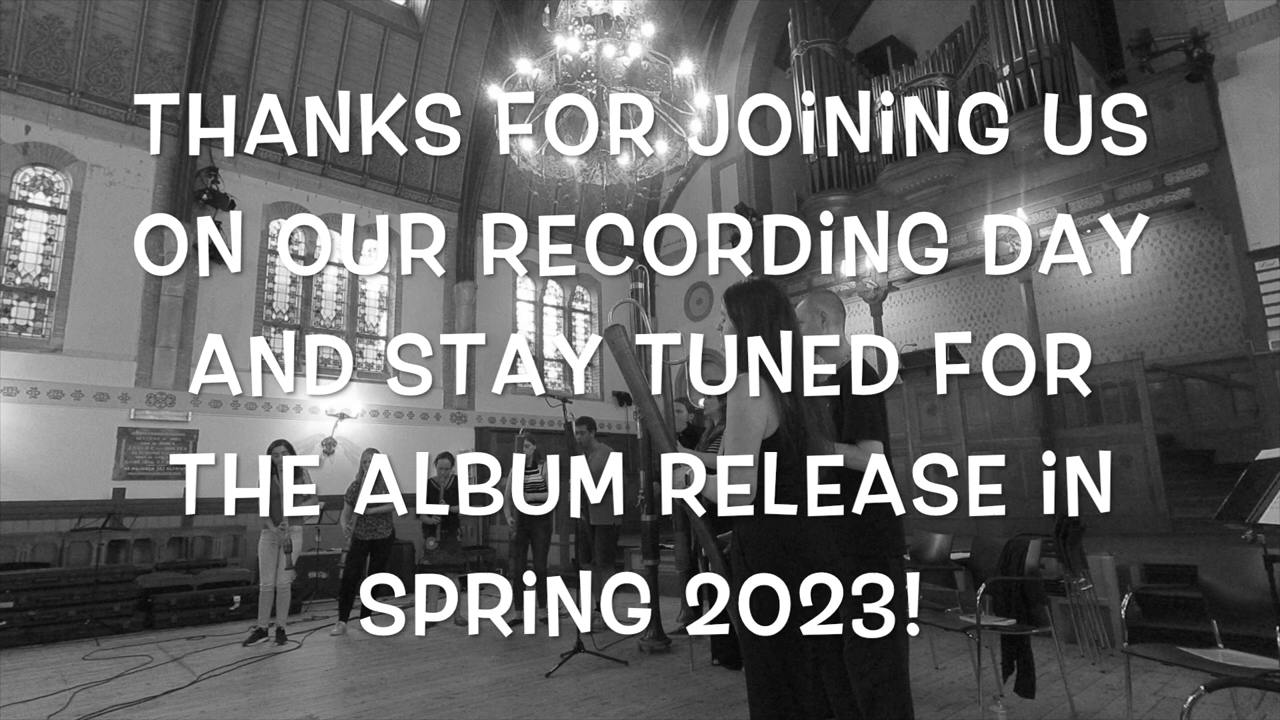 THANKS FOR JOiNiNG US
ON OUR RECORDiNG DAY
AND STAY TUNED FOR
THE ALBUM RELEASE iN
SPRiNG 2023!